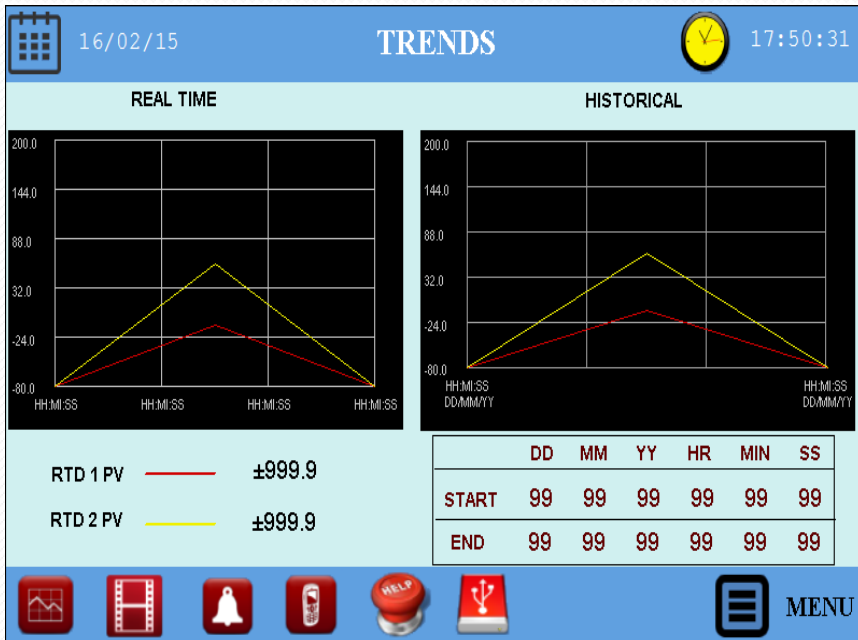 16/02/15 TRENDS 17:50:31
REAL TIME
HISTORICAL
200.0
144.0
88.0
32.0
-24.0
-80.0
HH:MI:SS HH:MI:SS HH:MI:SS HH:MI:SS
200.0
144.0
88.0
32.0
-24.0
-80.0
HH:MI:SS HH:MI:SS
DD/MM/YY DD/MM/YY
RTD 1 PV ±999.9
RTD 2 PV ±999.9
DD MM YY HR MIN SS
START 99 99 99 99 99 99
END 99 99 99 99 99 99
HELP
MENU